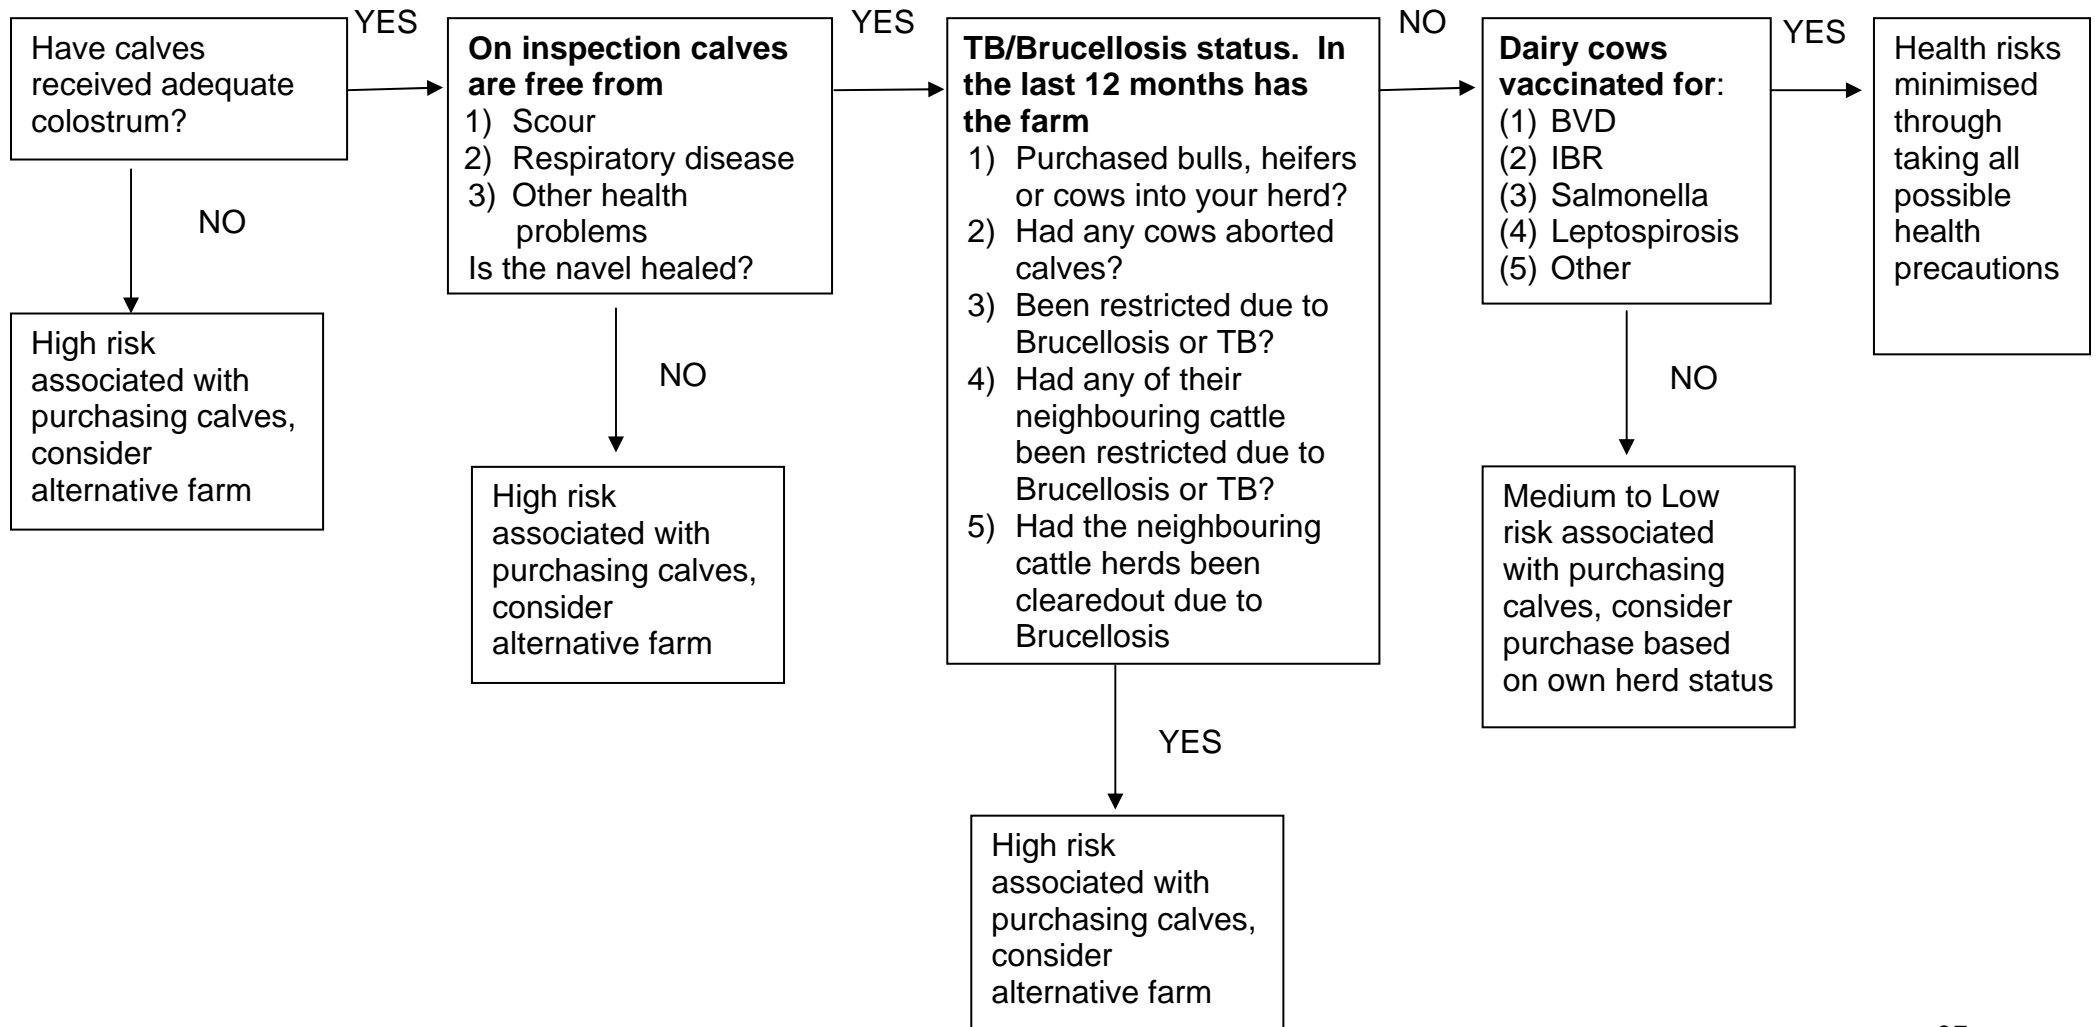 Have calves
received adequate
colostrum?
YES
NO
High risk
associated with
purchasing calves,
consider
alternative farm
On inspection calves
are free from
1) Scour
2) Respiratory disease
3) Other health
problems
Is the navel healed?
YES
NO
High risk
associated with
purchasing calves,
consider
alternative farm
TB/Brucellosis status. In
the last 12 months has
the farm
1) Purchased bulls, heifers
or cows into your herd?
2) Had any cows aborted
calves?
3) Been restricted due to
Brucellosis or TB?
4) Had any of their
neighbouring cattle
been restricted due to
Brucellosis or TB?
5) Had the neighbouring
cattle herds been
clearedout due to
Brucellosis
NO
YES
High risk
associated with
purchasing calves,
consider
alternative farm
Dairy cows
vaccinated for:
(1) BVD
(2) IBR
(3) Salmonella
(4) Leptospirosis
(5) Other
YES
NO
Medium to Low
risk associated
with purchasing
calves, consider
purchase based
on own herd status
Health risks
minimised
through
taking all
possible
health
precautions